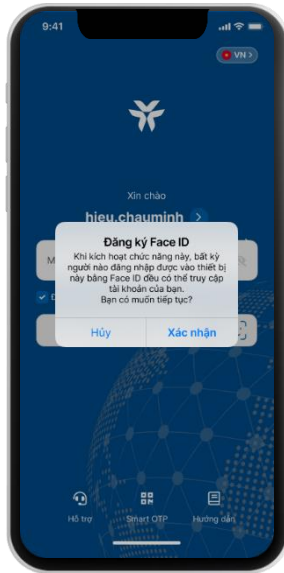 9:41
VN >
Xin chào
hieu.chauminh >
Đăng ký Face ID
Khi kích hoạt chức năng này, bất kỳ
người nào đăng nhập được vào thiết bị
này bằng Face ID đều có thể truy cập
tài khoản của bạn.
Bạn có muốn tiếp tục?
M
Đ
Hủy
Xác nhận
Hỗ trợ
Smart OTP
Hướng dẫn